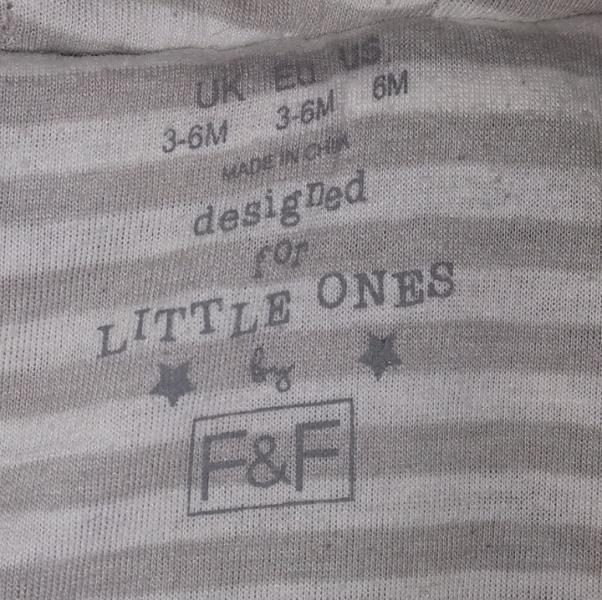 UK EU US
3-6M 3-6M 6M
MADE IN CHINA
designed
for
LITTLE ONES
by
F&F